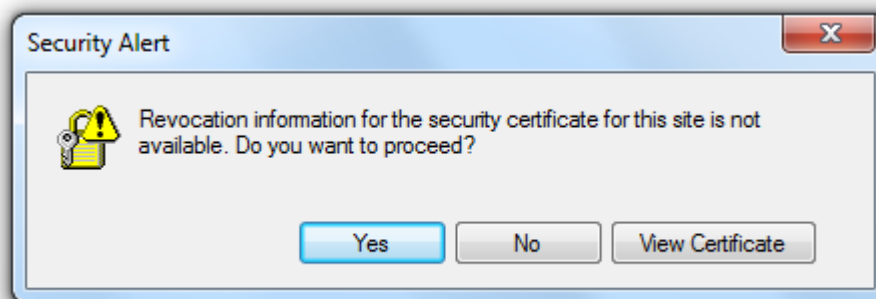 Security Alert
Revocation information for the security certificate for this site is not
available. Do you want to proceed?
Yes No View Certificate